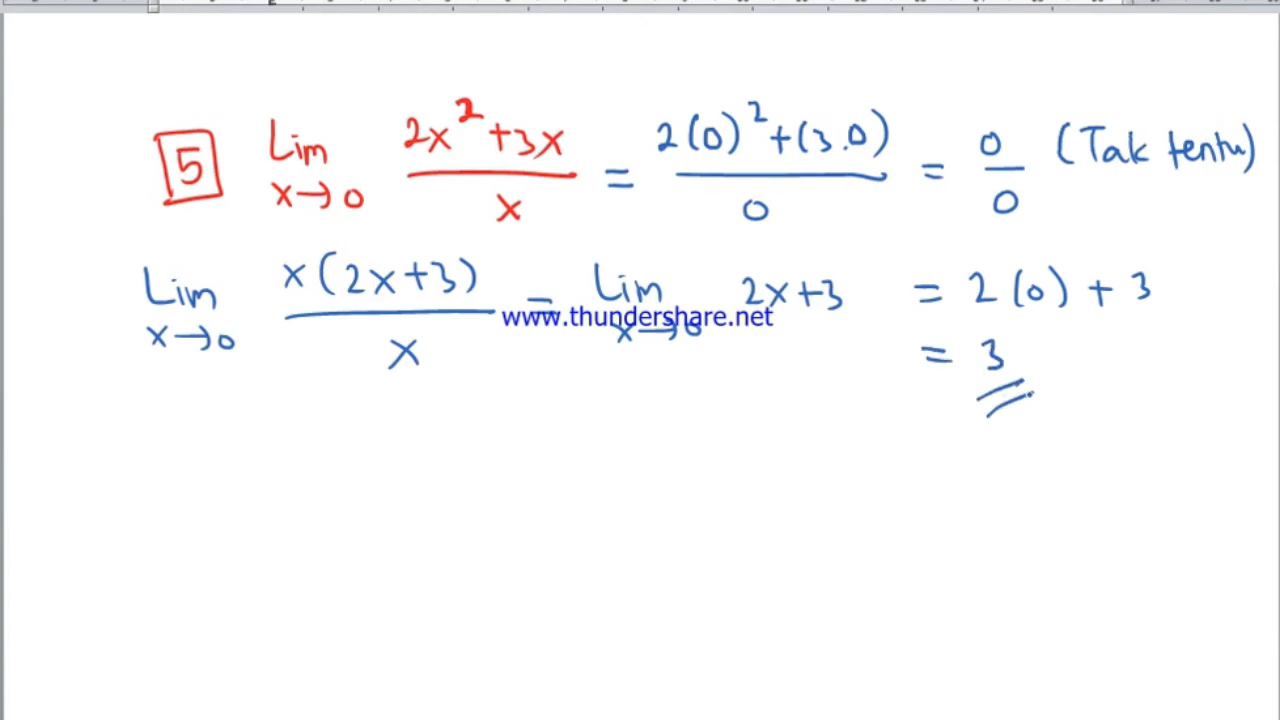 5 Lim x→0 2x² + 3x / x = 2(0)² + (3.0) / 0 = 0 / 0 (Tak tentu)
Lim x→0 x(2x+3) / x = Lim x→0 2x+3 = 2(0) + 3
= 3
www.thundershare.net